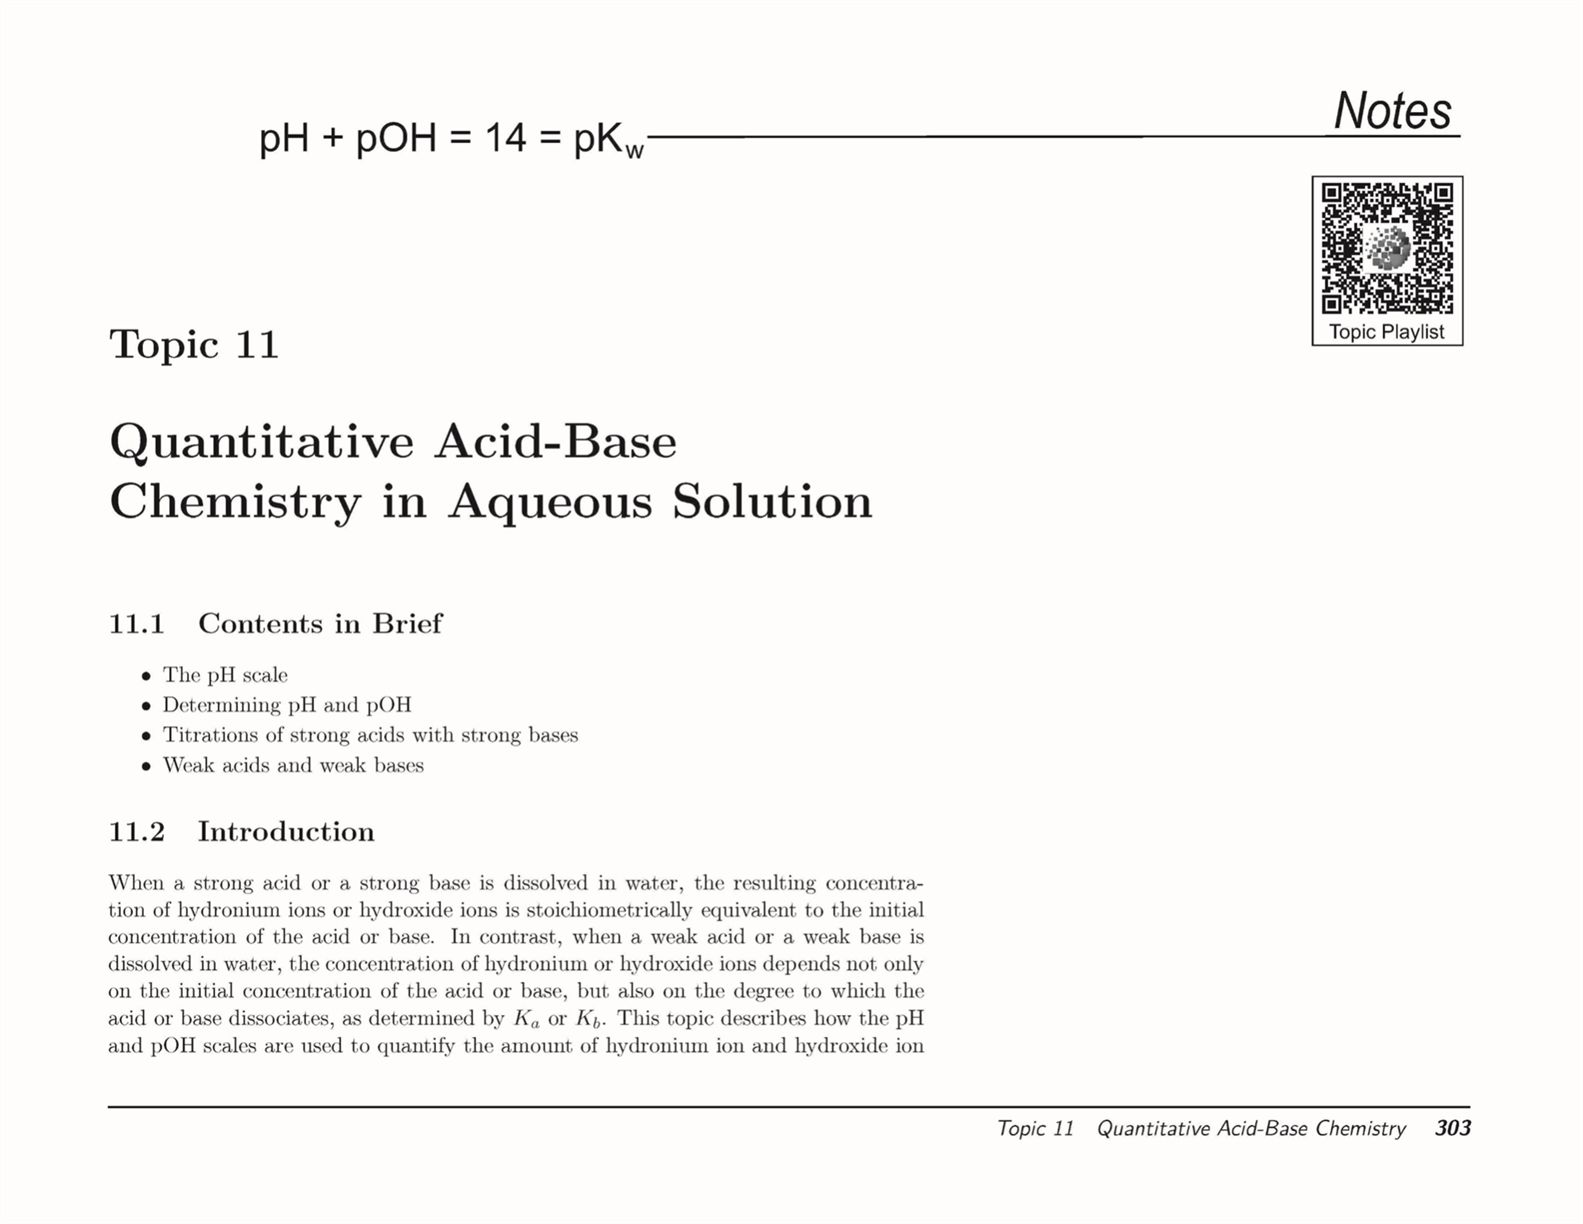 Notes
pH + pOH = 14 = pKw
Topic Playlist
Topic 11
Quantitative Acid-Base
Chemistry in Aqueous Solution
11.1 Contents in Brief
• The pH scale
• Determining pH and pOH
• Titrations of strong acids with strong bases
• Weak acids and weak bases
11.2 Introduction
When a strong acid or a strong base is dissolved in water, the resulting concentra-
tion of hydronium ions or hydroxide ions is stoichiometrically equivalent to the initial
concentration of the acid or base. In contrast, when a weak acid or a weak base is
dissolved in water, the concentration of hydronium or hydroxide ions depends not only
on the initial concentration of the acid or base, but also on the degree to which the
acid or base dissociates, as determined by Ka or Kb. This topic describes how the pH
and pOH scales are used to quantify the amount of hydronium ion and hydroxide ion
Topic 11 Quantitative Acid-Base Chemistry 303